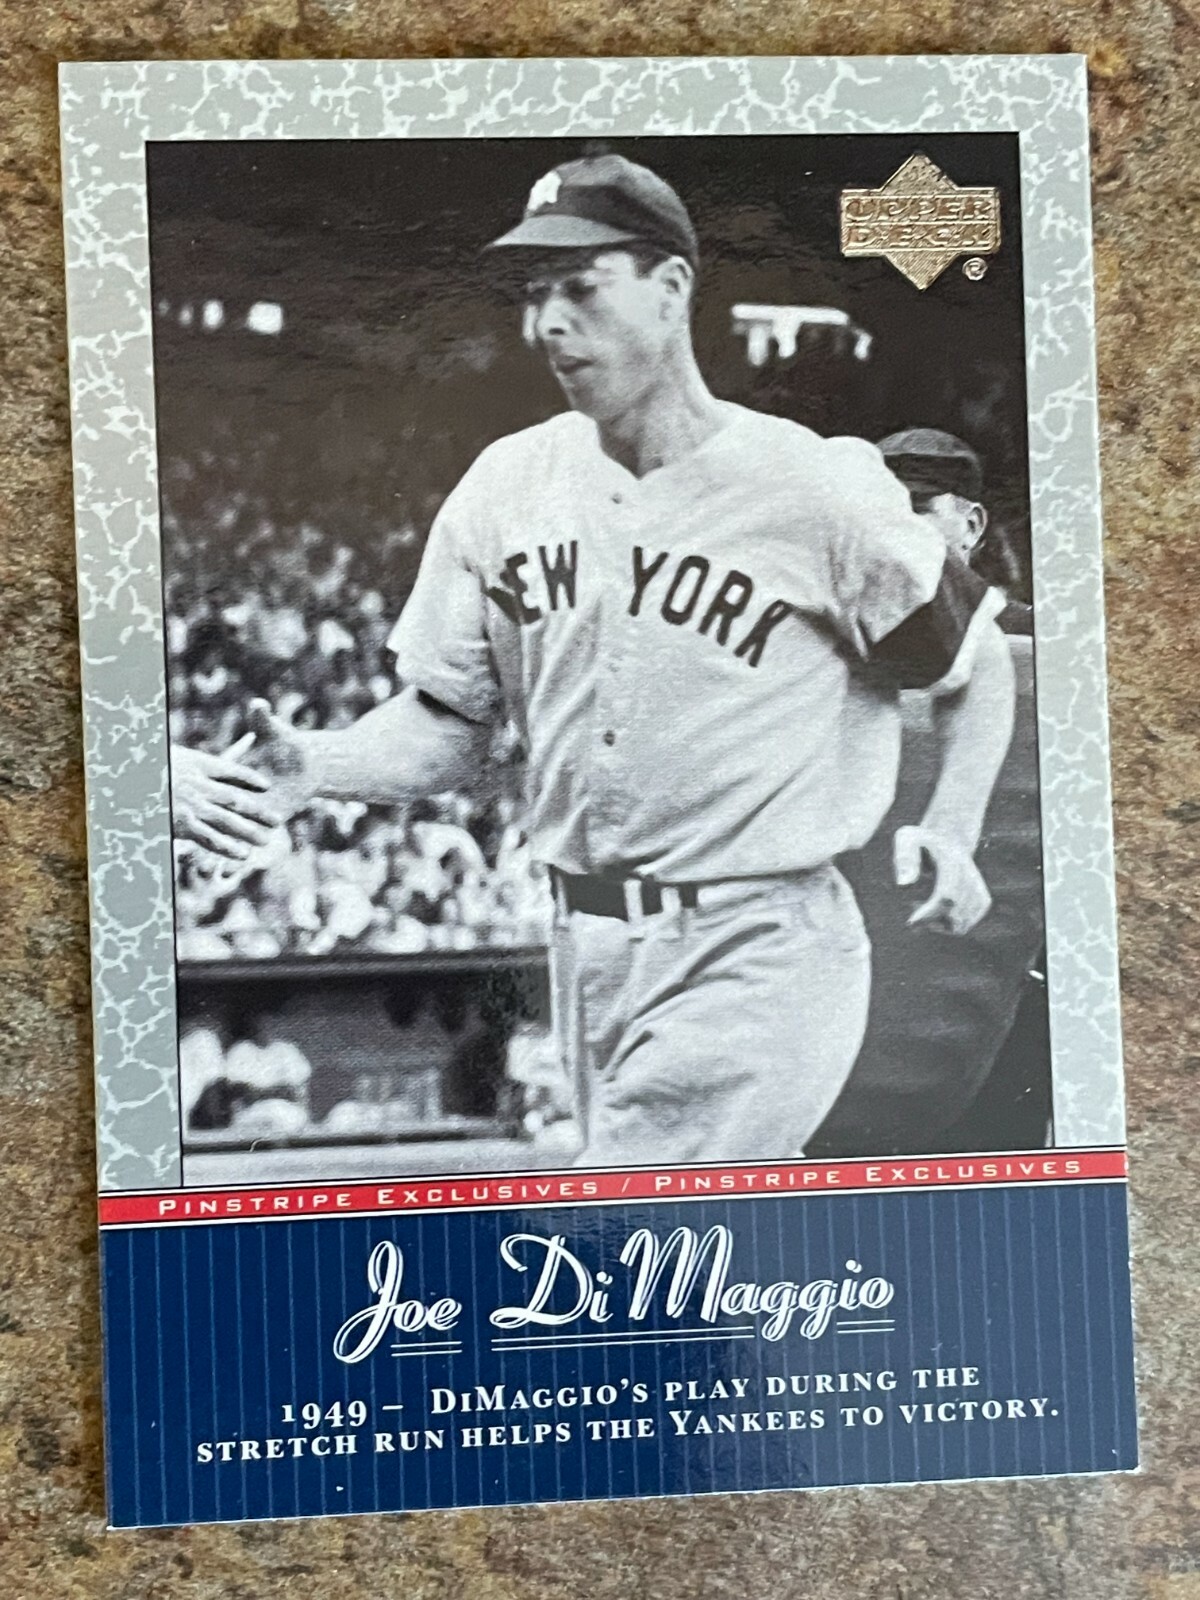 UPPER
DECK
®
NEW YORK
PINSTRIPE EXCLUSIVES / PINSTRIPE EXCLUSIVES
Joe DiMaggio
1949 – DIMAGGIO'S PLAY DURING THE
STRETCH RUN HELPS THE YANKEES TO VICTORY.